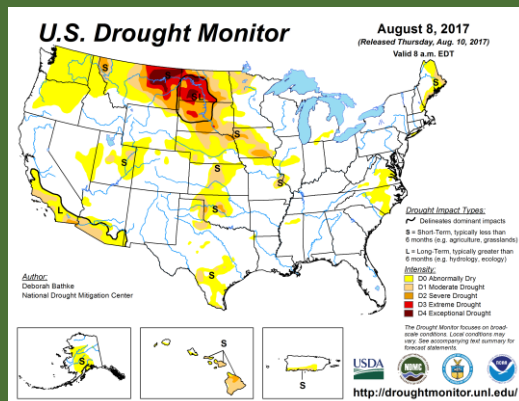 U.S. Drought Monitor
August 8, 2017
(Released Thursday, Aug. 10, 2017)
Valid 8 a.m. EDT
S
S
S
S
S
S
S
S
L
S
Drought Impact Types:
Delineates dominant impacts
S = Short-Term, typically less than
6 months (e.g. agriculture, grasslands)
L = Long-Term, typically greater than
6 months (e.g. hydrology, ecology)
Intensity:
D0 Abnormally Dry
D1 Moderate Drought
D2 Severe Drought
D3 Extreme Drought
D4 Exceptional Drought
Author:
Deborah Bathke
National Drought Mitigation Center
The Drought Monitor focuses on broad-
scale conditions. Local conditions may
vary. See accompanying text summary for
forecast statements.
S
S
S
USDA
NDMC
http://droughtmonitor.unl.edu/